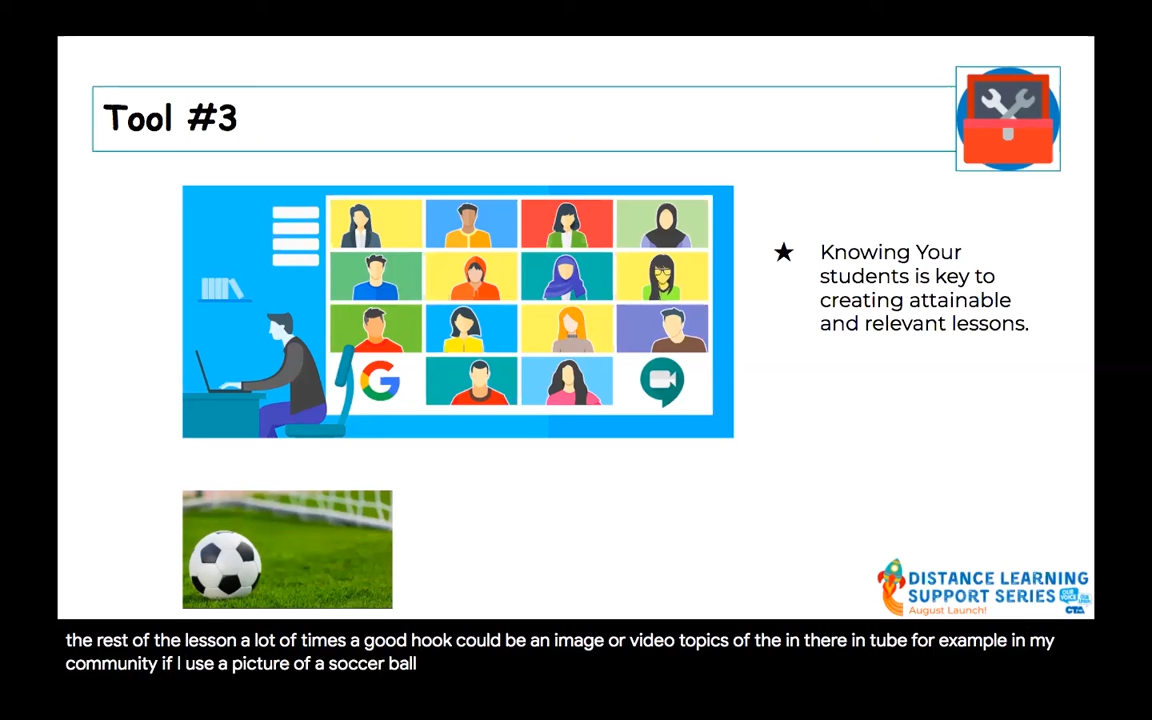 Tool #3
★ Knowing Your
students is key to
creating attainable
and relevant lessons.
DISTANCE LEARNING
SUPPORT SERIES
August Launch!
CTA
the rest of the lesson a lot of times a good hook could be an image or video topics of the in there in tube for example in my
community if I use a picture of a soccer ball